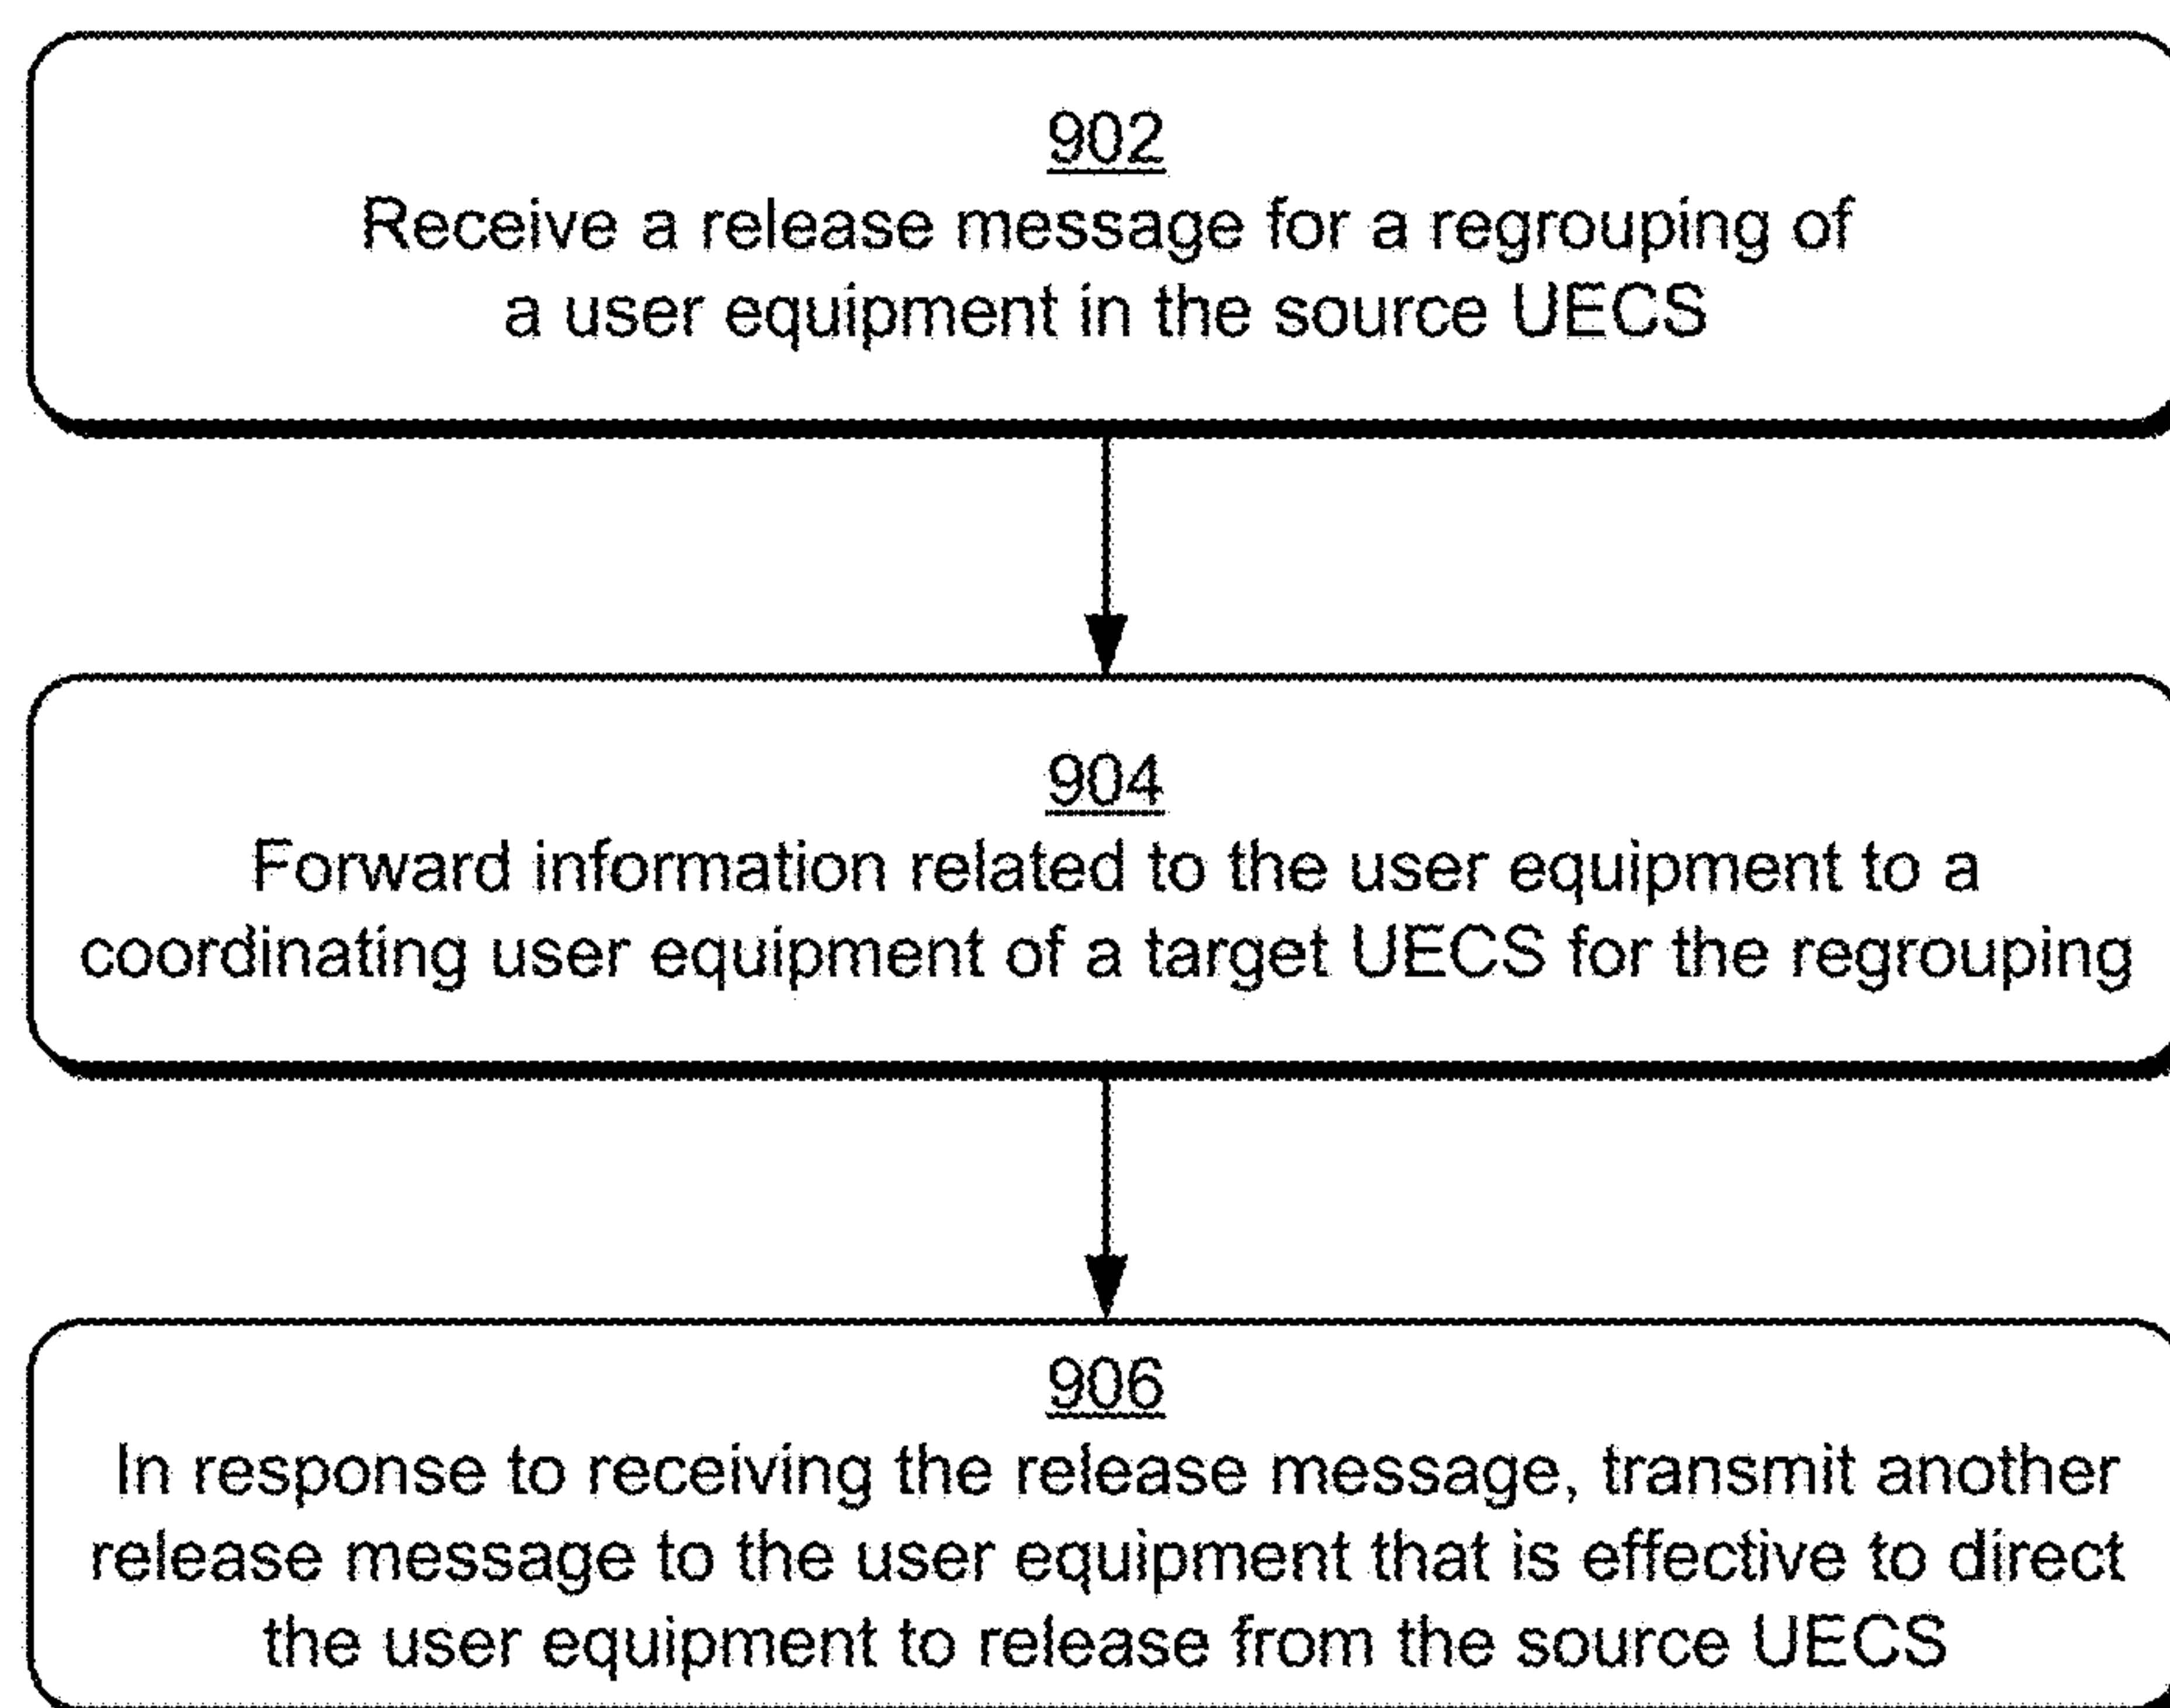 902
Receive a release message for a regrouping of
a user equipment in the source UECS
904
Forward information related to the user equipment to a
coordinating user equipment of a target UECS for the regrouping
906
In response to receiving the release message, transmit another
release message to the user equipment that is effective to direct
the user equipment to release from the source UECS